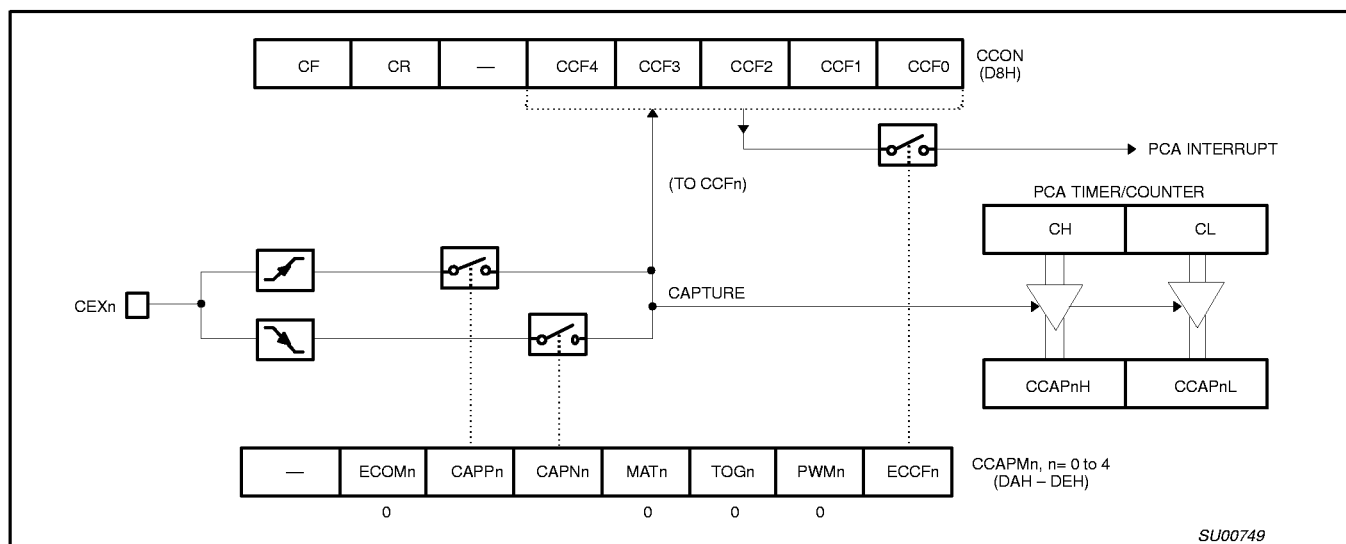 CF CR — CCF4 CCF3 CCF2 CCF1 CCF0
CCON
(D8H)
PCA INTERRUPT
(TO CCFn)
PCA TIMER/COUNTER
CH CL
CEXn
CAPTURE
CCAPnH CCAPnL
— ECOMn CAPPn CAPNn MATn TOGn PWMn ECCFn
CCAPMn, n= 0 to 4
(DAH – DEH)
0 0 0 0
SU00749